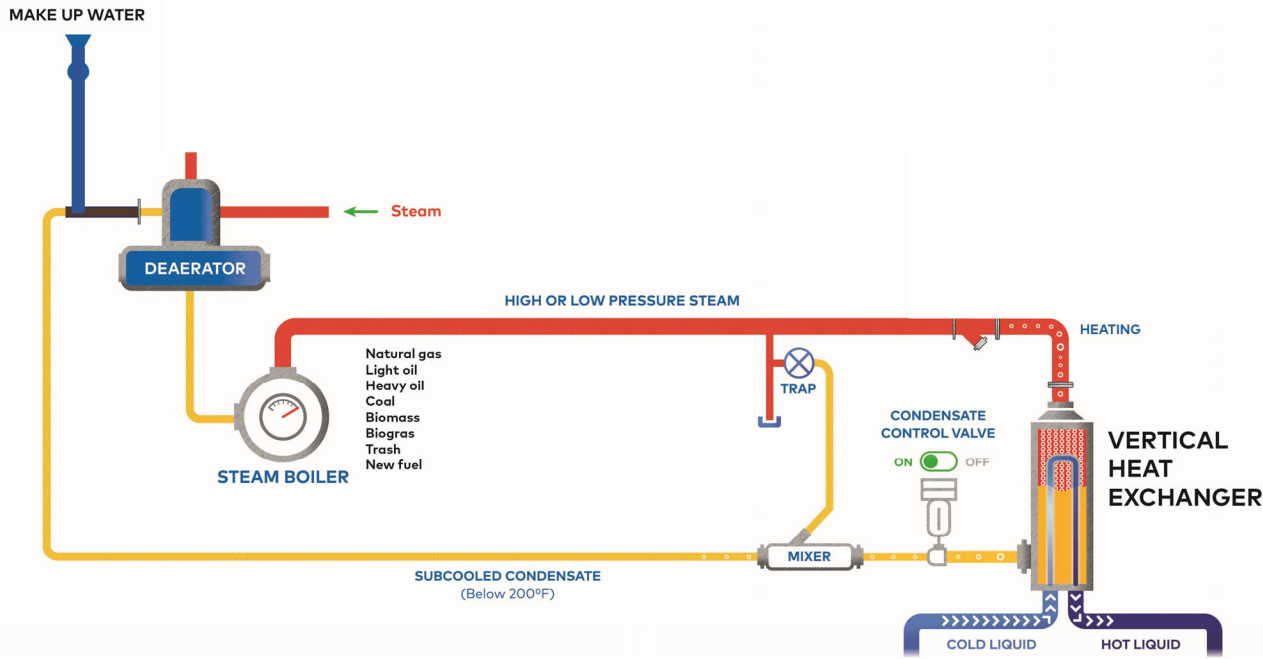 MAKE UP WATER
Steam
DEAERATOR
HIGH OR LOW PRESSURE STEAM
HEATING
Natural gas
Light oil
Heavy oil
Coal
Biomass
Biogras
Trash
New fuel
TRAP
CONDENSATE
CONTROL VALVE
ON OFF
VERTICAL
HEAT
EXCHANGER
STEAM BOILER
MIXER
SUBCOOLED CONDENSATE
(Below 200ºF)
COLD LIQUID
HOT LIQUID